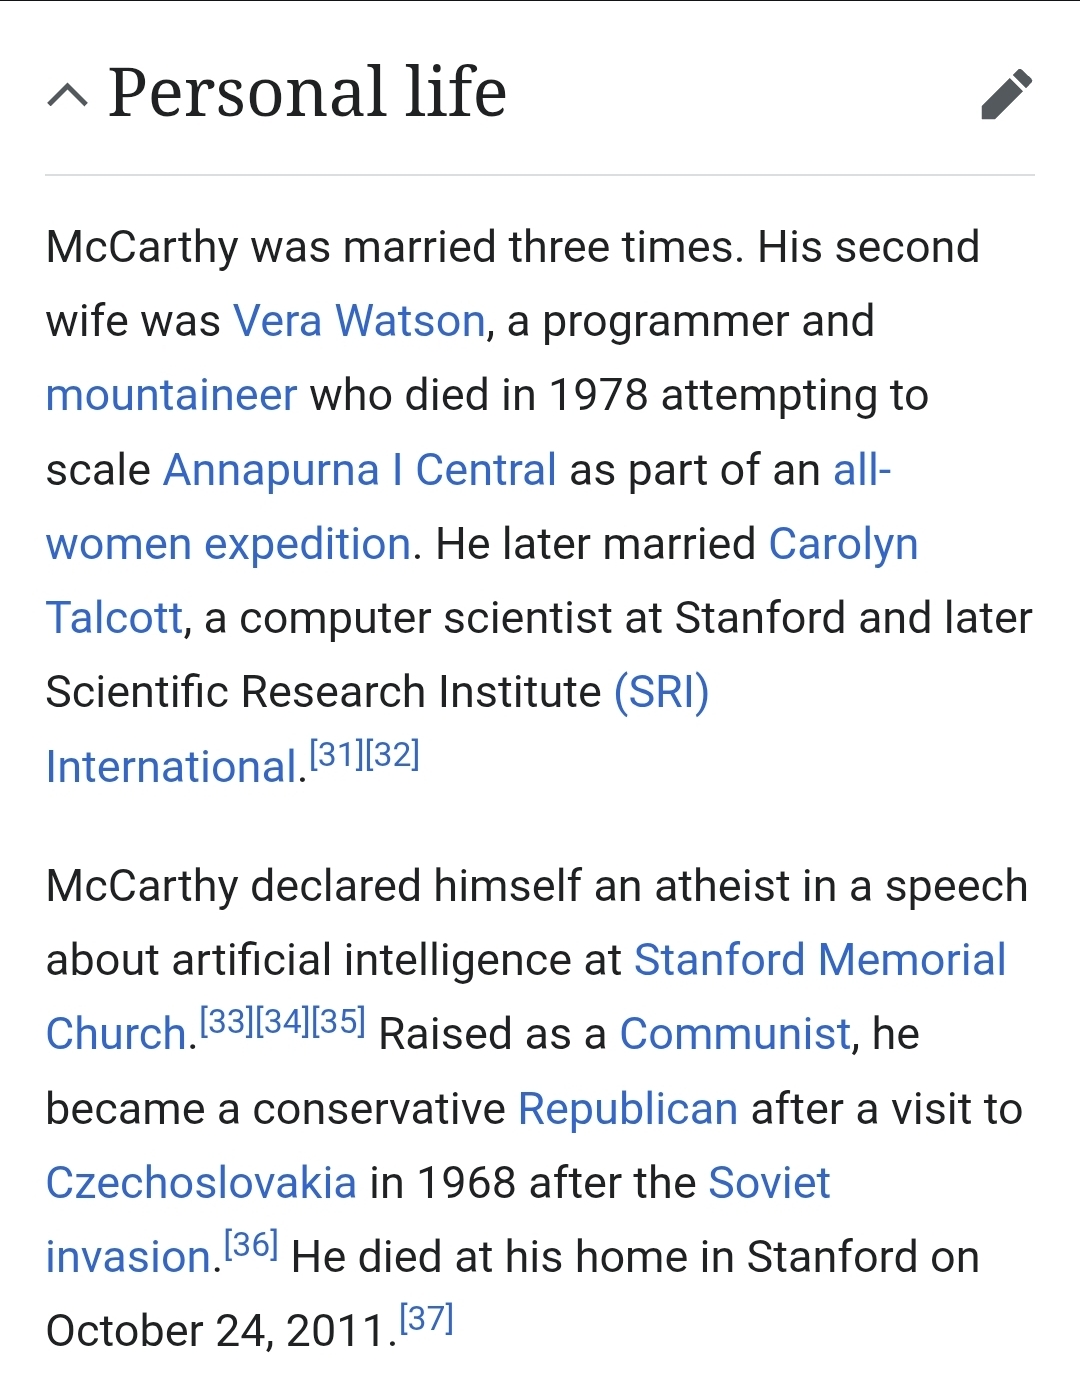 Personal life
McCarthy was married three times. His second
wife was Vera Watson, a programmer and
mountaineer who died in 1978 attempting to
scale Annapurna I Central as part of an all-
women expedition. He later married Carolyn
Talcott, a computer scientist at Stanford and later
Scientific Research Institute (SRI)
International.[31][32]
McCarthy declared himself an atheist in a speech
about artificial intelligence at Stanford Memorial
Church.[33][34][35] Raised as a Communist, he
became a conservative Republican after a visit to
Czechoslovakia in 1968 after the Soviet
invasion.[36] He died at his home in Stanford on
October 24, 2011.[37]